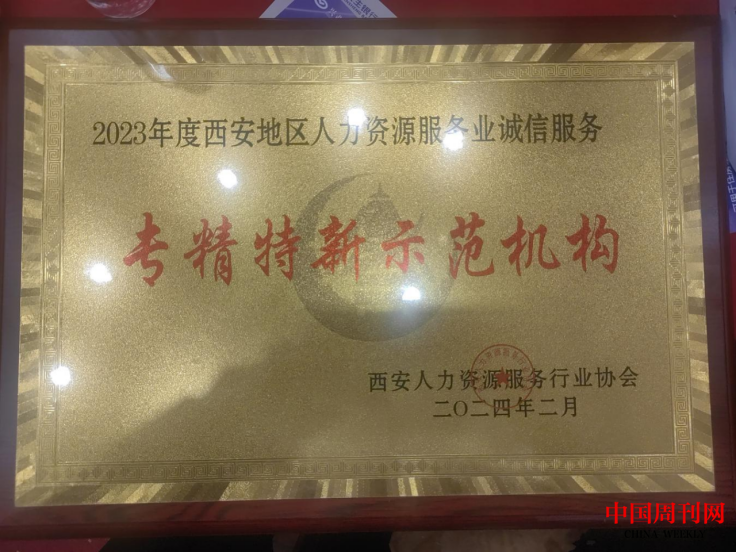 2023年度西安地区人力资源服务业诚信服务
专精特新示范机构
西安人力资源服务行业协会
二〇二四年二月
中国周刊网
CHINA WEEKLY